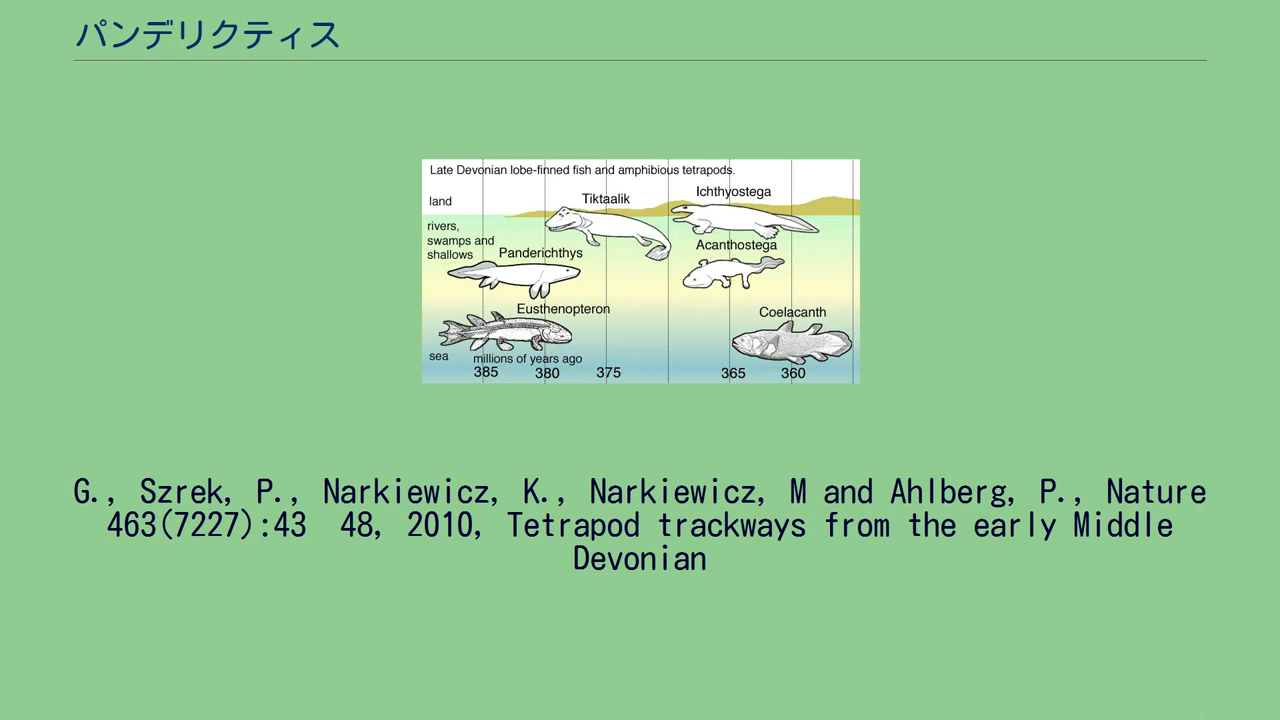 パンデリクティス
Late Devonian lobe-finned fish and amphibious tetrapods.
land
Tiktaalik
Ichthyostega
rivers,
swamps and
shallows
Panderichthys
Acanthostega
Eusthenopteron
Coelacanth
sea
millions of years ago
385 380 375 365 360
G., Szrek, P., Narkiewicz, K., Narkiewicz, M and Ahlberg, P., Nature
463(7227):43 48, 2010, Tetrapod trackways from the early Middle
Devonian